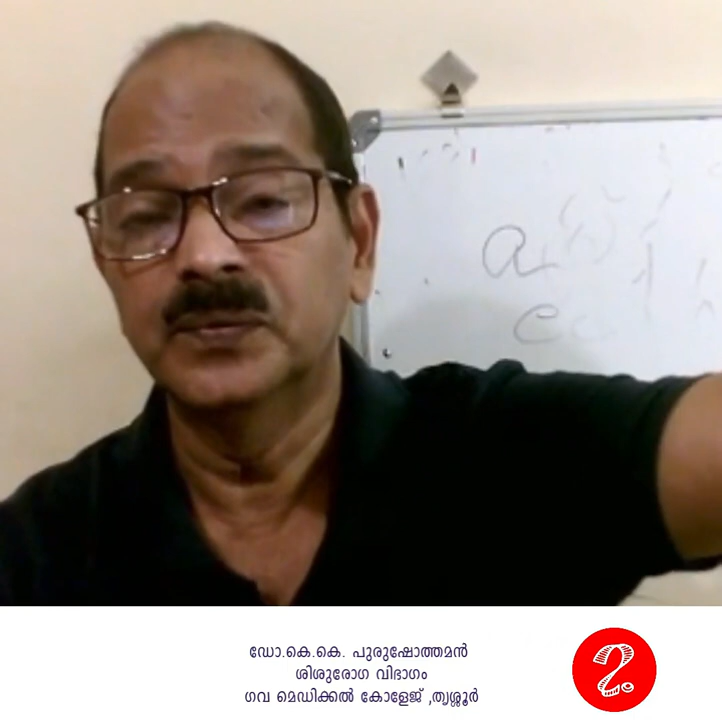 ഡോ.കെ.കെ. പുരുഷോത്തമൻ
ശിശുരോഗ വിഭാഗം
ഗവ മെഡിക്കൽ കോളേജ് ,തൃശ്ശൂർ